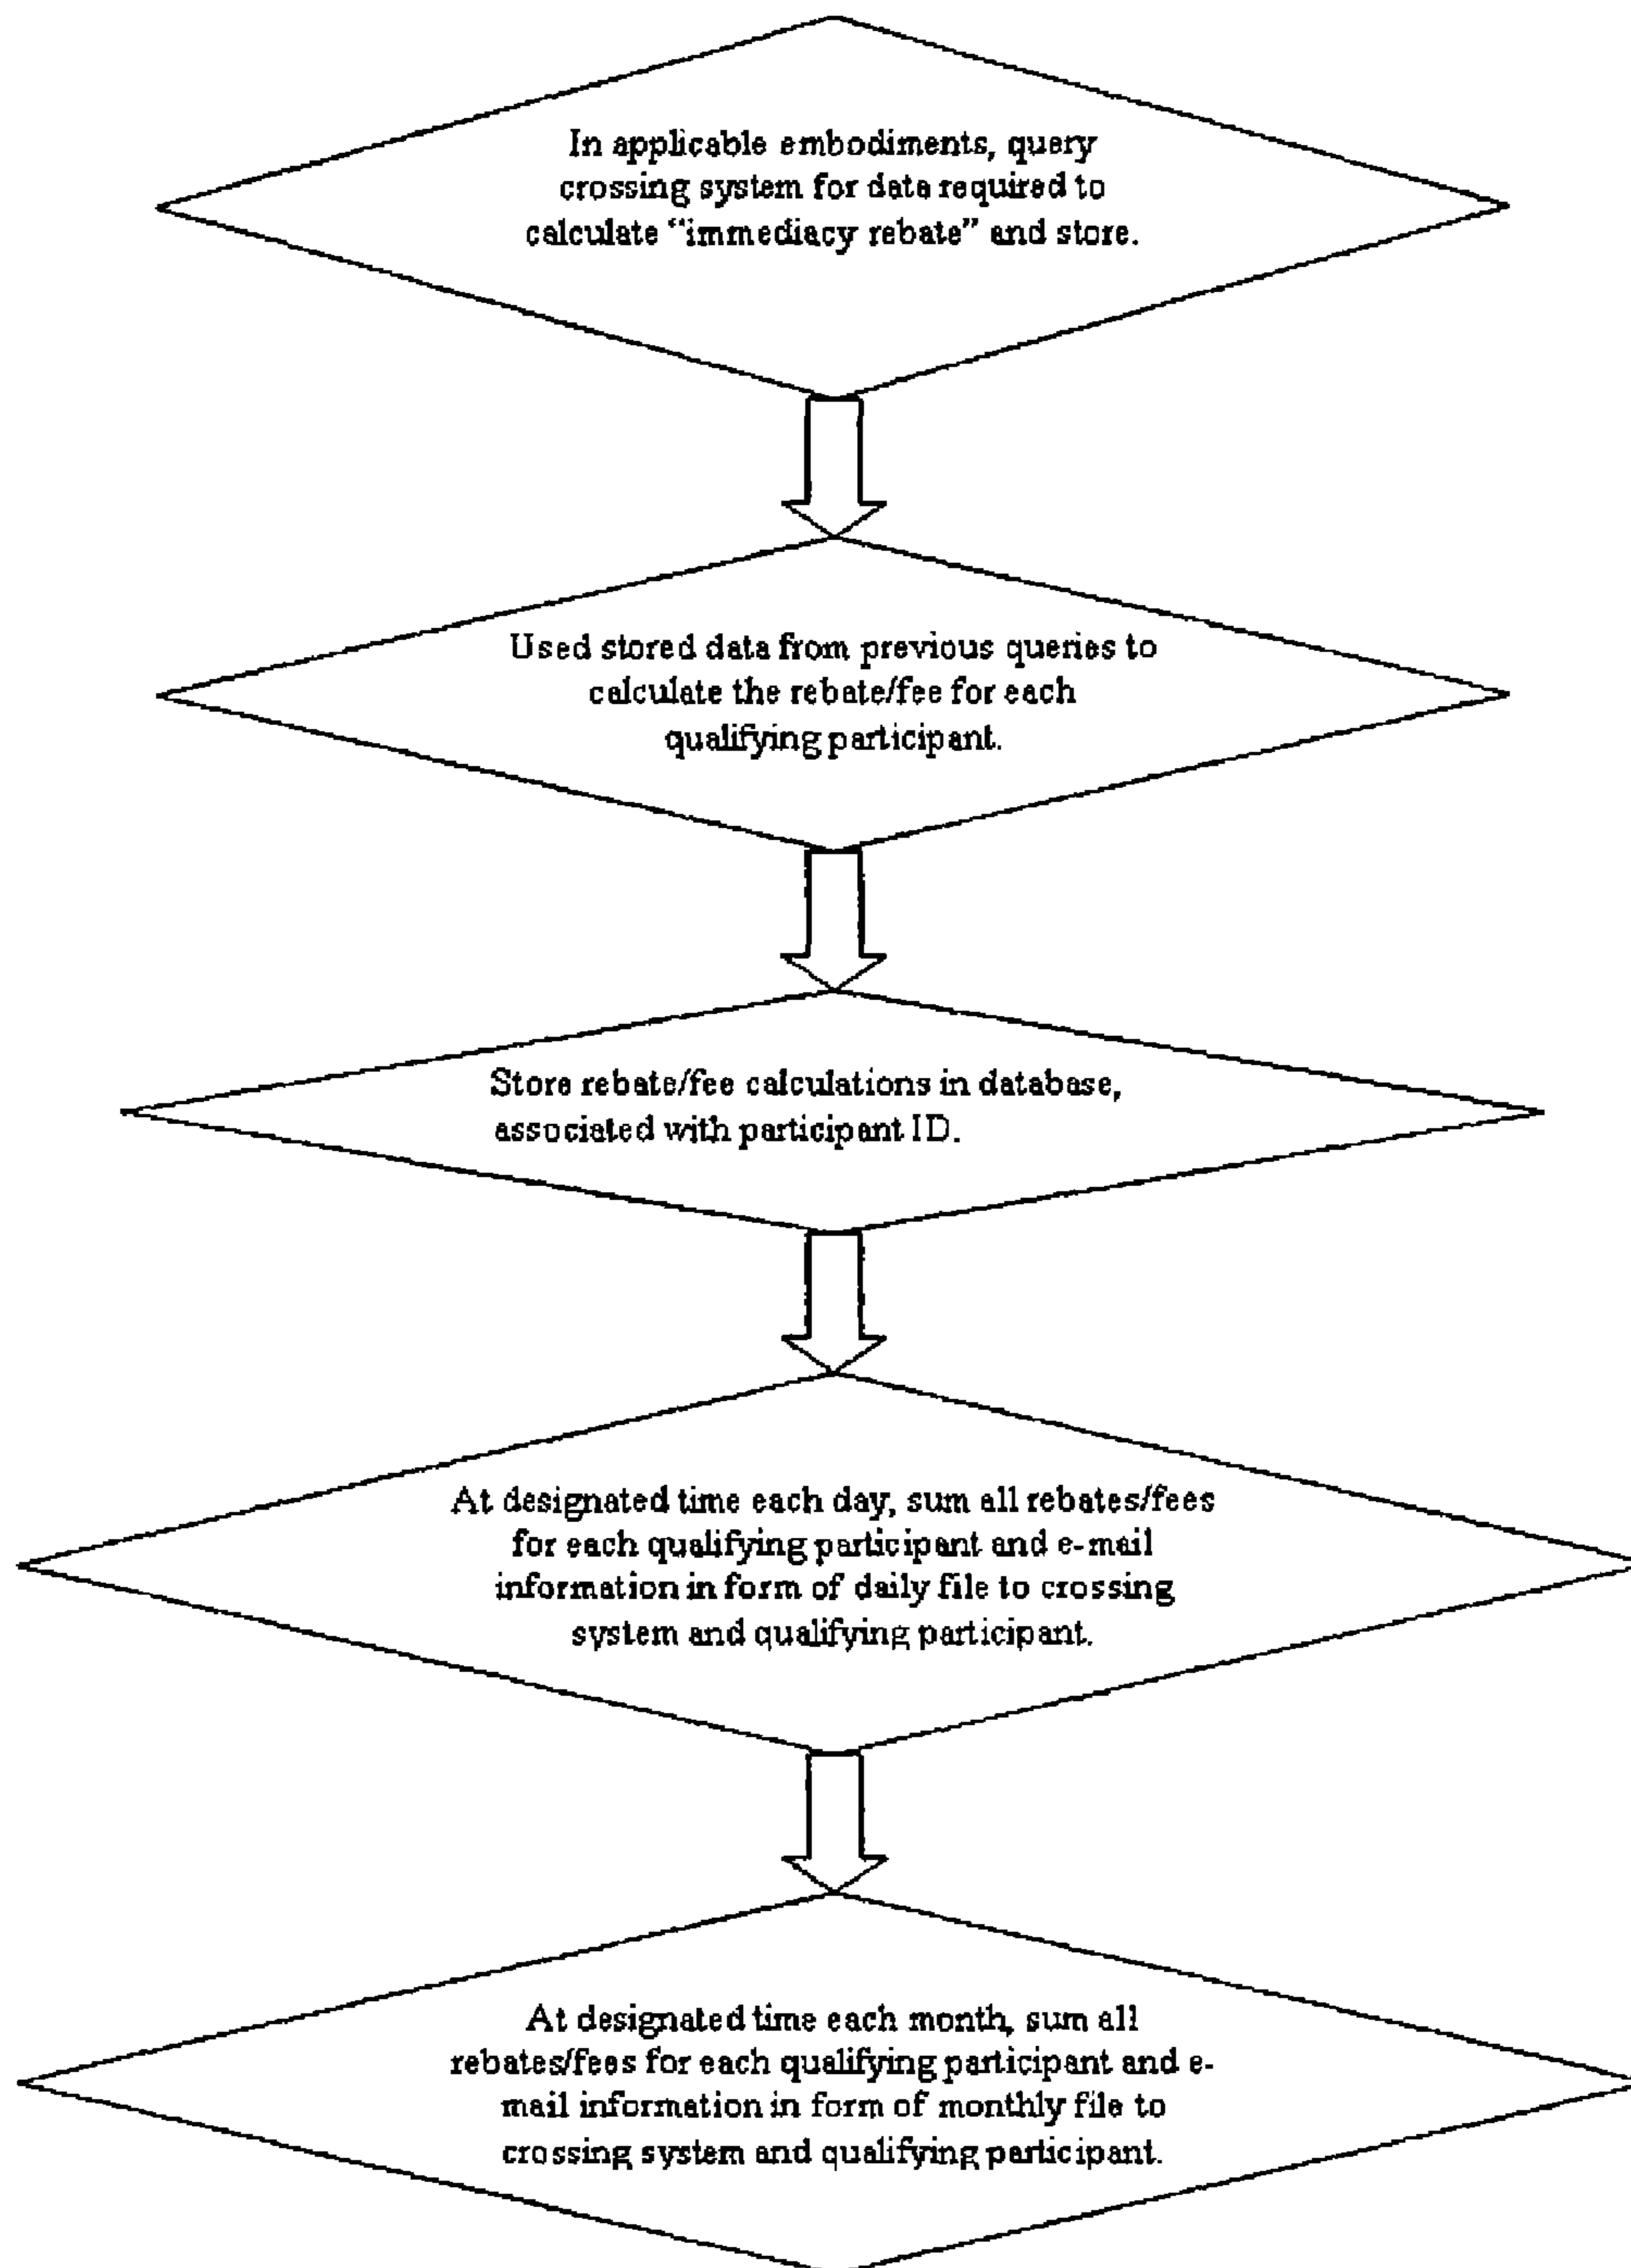 In applicable embodiments, query
crossing system for data required to
calculate “immediacy rebate” and store.
Used stored data from previous queries to
calculate the rebate/fee for each
qualifying participant.
Store rebate/fee calculations in database,
associated with participant ID.
At designated time each day, sum all rebates/fees
for each qualifying participant and e-mail
information in form of daily file to crossing
system and qualifying participant.
At designated time each month, sum all
rebates/fees for each qualifying participant and e-
mail information in form of monthly file to
crossing system and qualifying participant.